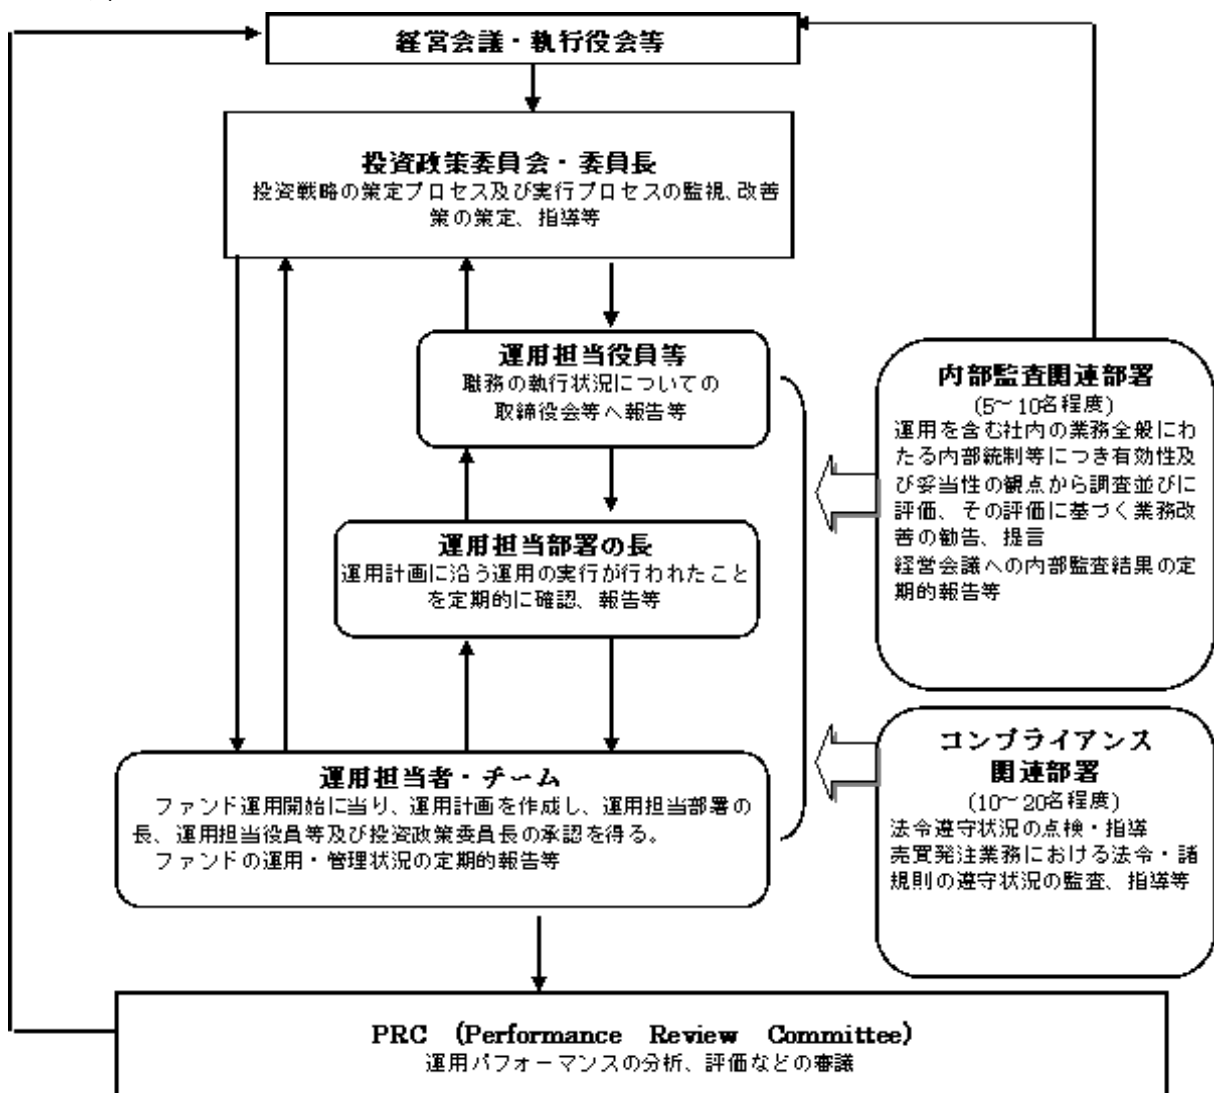 経営会議・執行役会等
投資政策委員会・委員長
投資戦略の策定プロセス及び実行プロセスの監視、改善
策の策定、指導等
運用担当役員等
職務の執行状況についての
取締役会等へ報告等
運用担当部署の長
運用計画に沿う運用の実行が行われたこと
を定期的に確認、報告等
運用担当者・チーム
ファンド運用開始に当り、運用計画を作成し、運用担当部署の
長、運用担当役員等及び投資政策委員長の承認を得る。
ファンドの運用・管理状況の定期的報告等
内部監査関連部署
(5~10名程度)
運用を含む社内の業務全般にわ
たる内部統制等につき有効性及
び妥当性の観点から調査並びに
評価、その評価に基づく業務改
善の勧告、提言
経営会議への内部監査結果の定
期的報告等
コンプライアンス
関連部署
(10~20名程度)
法令遵守状況の点検・指導
売買発注業務における法令・諸
規則の遵守状況の監査、指導等
PRC (Performance Review Committee)
運用パフォーマンスの分析、評価などの審議